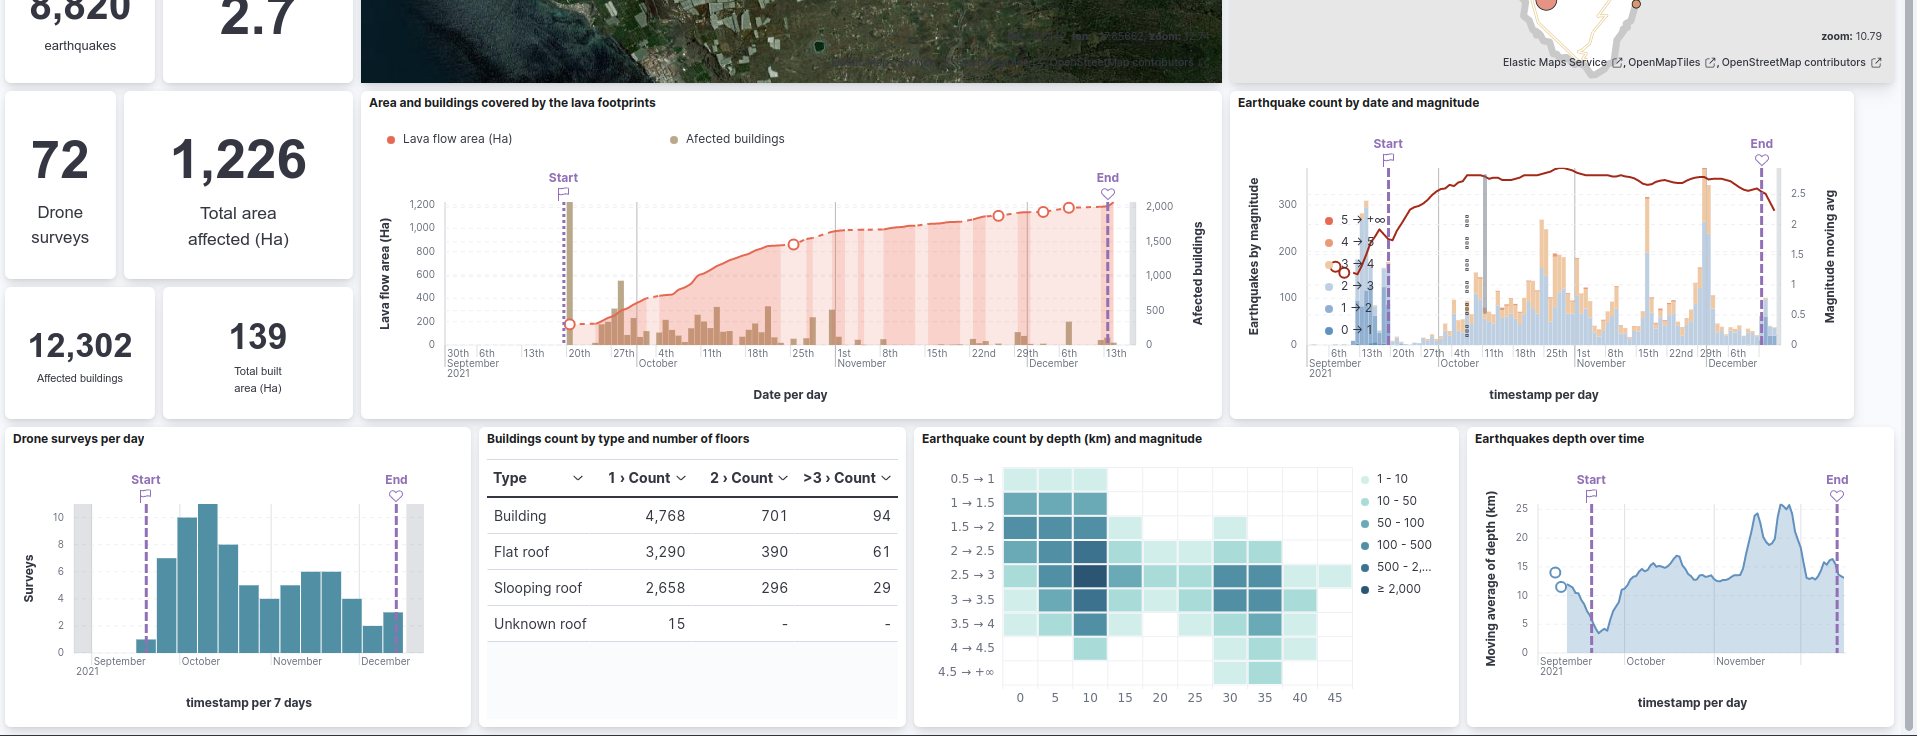 8,820
earthquakes
2.7
zoom: 10.79
OpenStreetMap contributors
Elastic Maps Service , OpenMapTiles , OpenStreetMap contributors
72
Drone
surveys
1,226
Total area
affected (Ha)
12,302
Affected buildings
139
Total built
area (Ha)
Area and buildings covered by the lava footprints
Lava flow area (Ha)
Afected buildings
Start
End
Lava flow area (Ha)
1,200
1,000
800
600
400
200
0
2,000
1,500
1,000
500
0
Afected buildings
30th 6th 13th 20th 27th 4th 11th 18th 25th 1st 8th 15th 22nd 29th 6th 13th
September October November December
2021
Date per day
Earthquake count by date and magnitude
Start
End
Earthquakes by magnitude
300
200
100
0
5 → +∞
4 → 5
3 → 4
2 → 3
1 → 2
0 → 1
2.5
2
1.5
1
0.5
0
Magnitude moving avg
6th 13th 20th 27th 4th 11th 18th 25th 1st 8th 15th 22nd 29th 6th
September October November December
2021
timestamp per day
Drone surveys per day
Start
End
Surveys
10
8
6
4
2
0
September October November December
2021
timestamp per 7 days
Buildings count by type and number of floors
Type 1 › Count 2 › Count >3 › Count
Building 4,768 701 94
Flat roof 3,290 390 61
Slooping roof 2,658 296 29
Unknown roof 15 - -
Earthquake count by depth (km) and magnitude
0.5 → 1
1 → 1.5
1.5 → 2
2 → 2.5
2.5 → 3
3 → 3.5
3.5 → 4
4 → 4.5
4.5 → +∞
0 5 10 15 20 25 30 35 40 45
1 - 10
10 - 50
50 - 100
100 - 500
500 - 2,...
≥ 2,000
Earthquakes depth over time
Start
End
Moving average of depth (km)
25
20
15
10
5
0
September October November
2021
timestamp per day